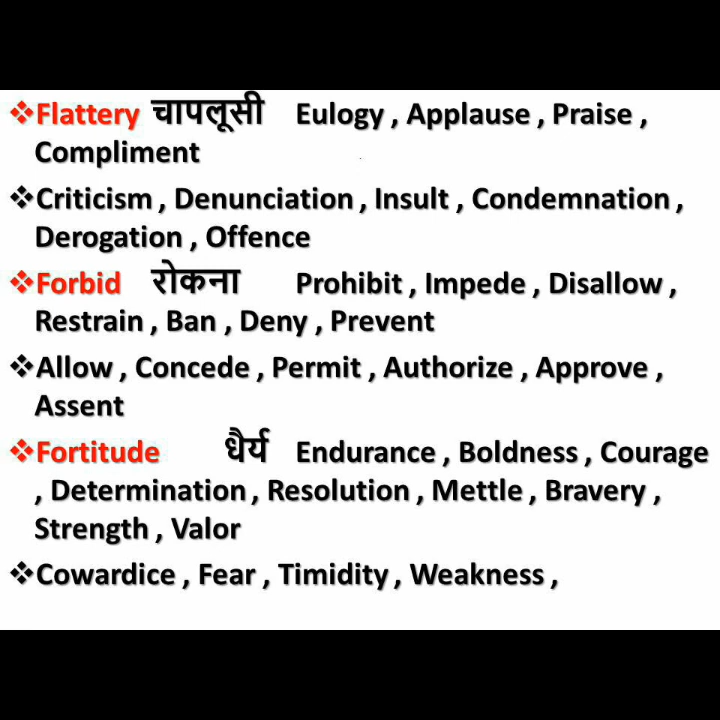 ❖Flattery चापलूसी Eulogy , Applause , Praise ,
Compliment
❖Criticism , Denunciation , Insult , Condemnation ,
Derogation , Offence
❖Forbid रोकना Prohibit , Impede , Disallow ,
Restrain , Ban , Deny , Prevent
❖Allow , Concede , Permit , Authorize , Approve ,
Assent
❖Fortitude धैर्य Endurance , Boldness , Courage
, Determination , Resolution , Mettle , Bravery ,
Strength , Valor
❖Cowardice , Fear , Timidity , Weakness ,